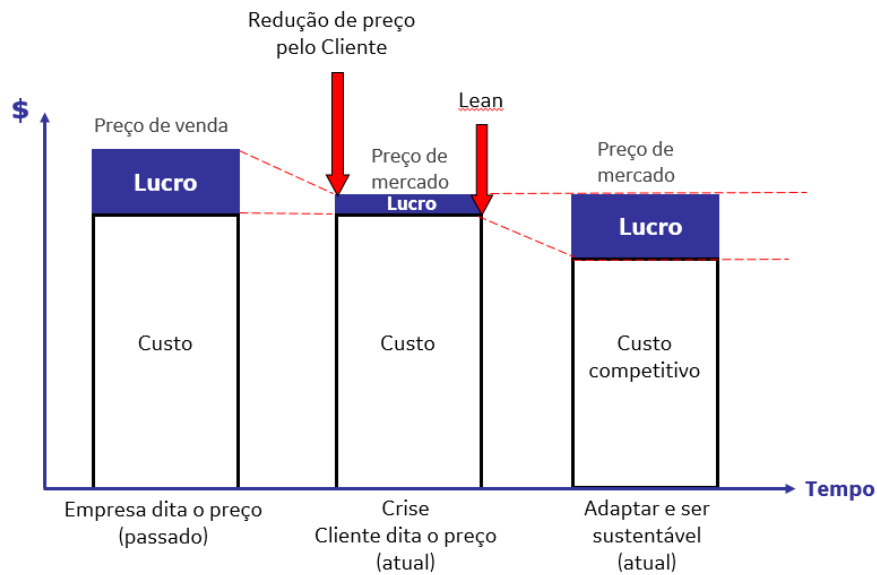 Redução de preço
pelo Cliente
Lean
$
Preço de venda
Preço de
mercado
Preço de
mercado
Lucro
Lucro
Lucro
Custo
Custo
Custo
competitivo
Tempo
Empresa dita o preço
(passado)
Crise
Cliente dita o preço
(atual)
Adaptar e ser
sustentável
(atual)